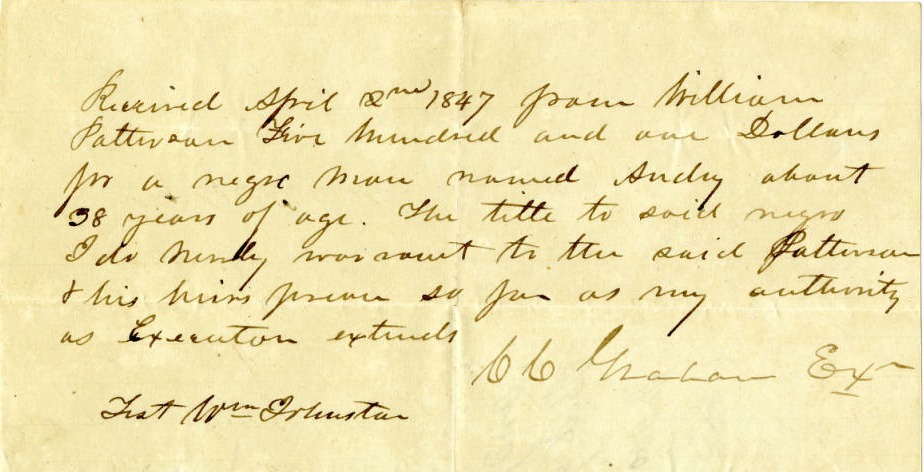 Received April 2nd 1847 from William
Patterson Five hundred and one Dollars
for a negro man named Andy about
38 years of age. The title to said negro
I do hereby warrant to the said Patterson
& his heirs so far as my authority
as Executor extends
C C Graham Exr
Test Wm Johnston